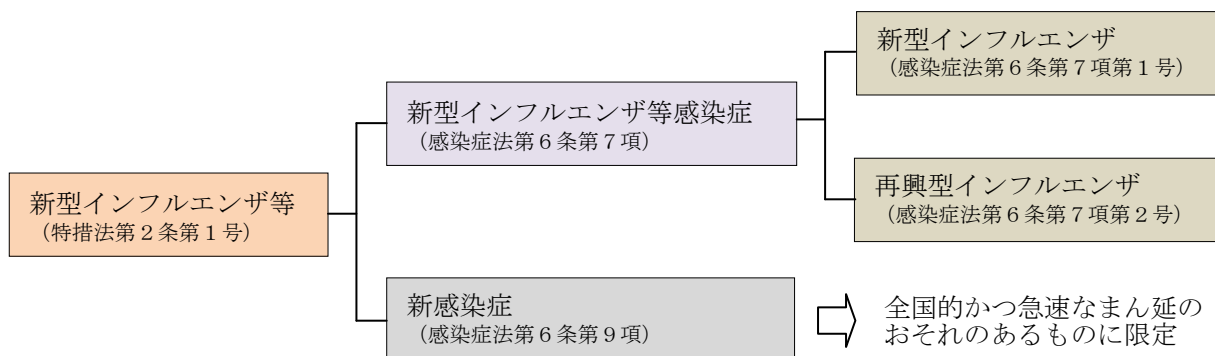 新型インフルエンザ
（感染症法第６条第７項第１号）
新型インフルエンザ等感染症
（感染症法第６条第７項）
再興型インフルエンザ
（感染症法第６条第７項第２号）
新型インフルエンザ等
（特措法第２条第１号）
新感染症
（感染症法第６条第９項）
全国的かつ急速なまん延の
おそれのあるものに限定